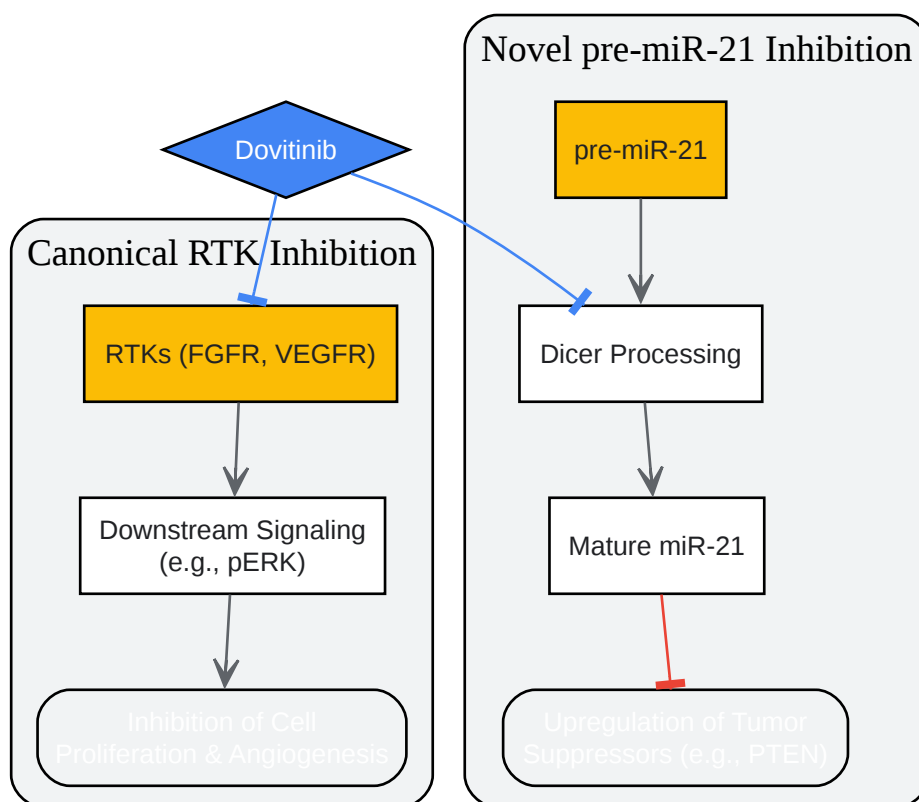 Novel pre-miR-21 Inhibition
Dovitinib
pre-miR-21
Canonical RTK Inhibition
RTKs (FGFR, VEGFR)
Dicer Processing
Downstream Signaling
(e.g., pERK)
Mature miR-21
Inhibition of Cell
Proliferation & Angiogenesis
Upregulation of Tumor
Suppressors (e.g., PTEN)